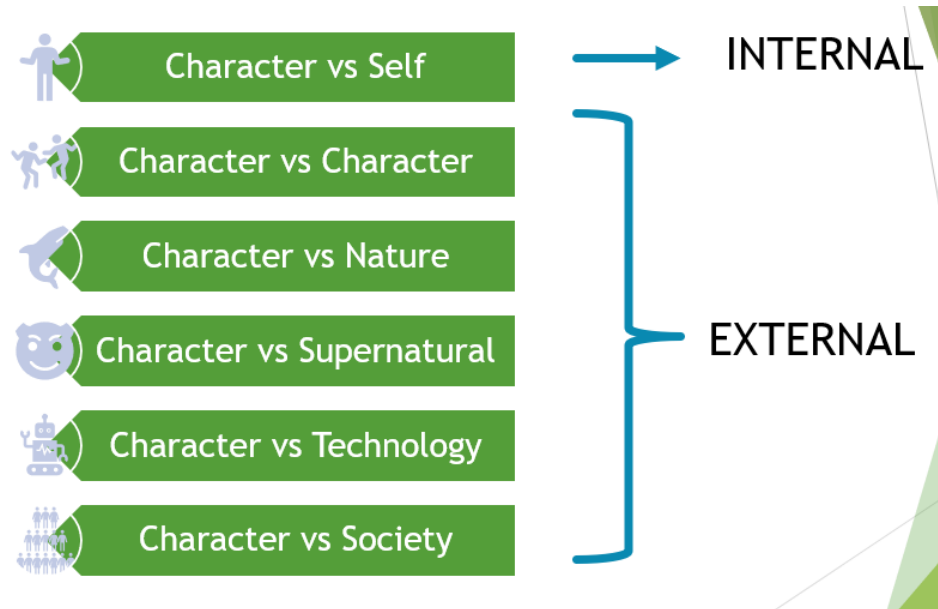 Character vs Self
INTERNAL
Character vs Character
Character vs Nature
Character vs Supernatural
EXTERNAL
Character vs Technology
Character vs Society